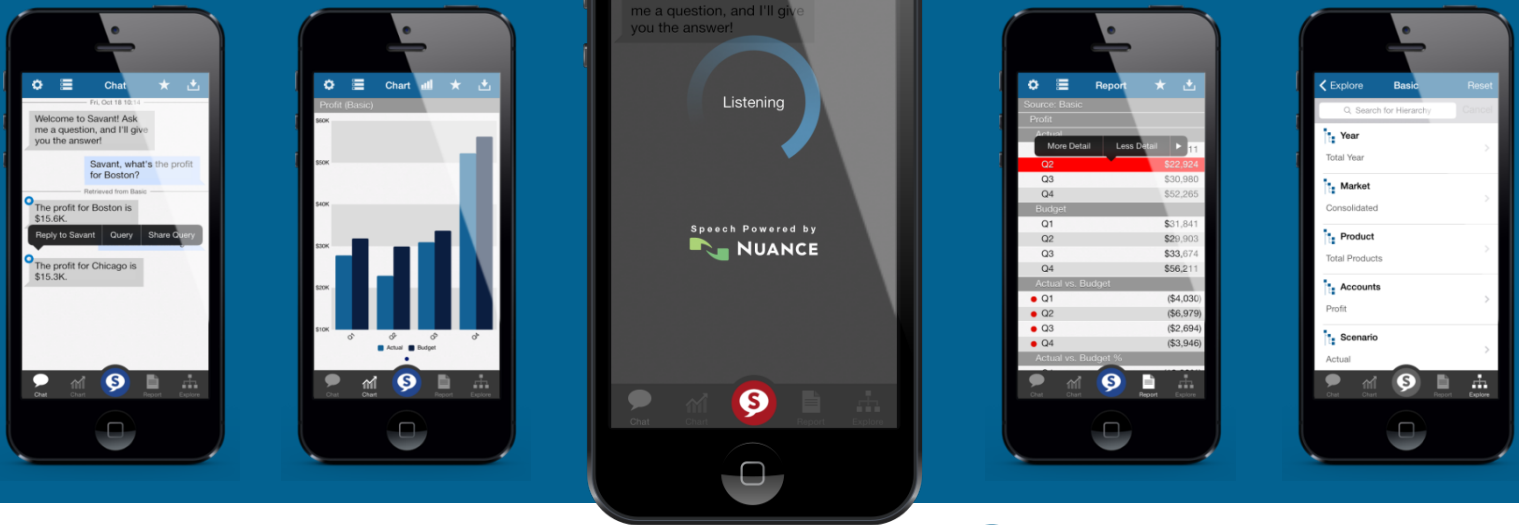 Chat
Fri, Oct 18 10:14
Welcome to Savant! Ask
me a question, and I'll give
you the answer!
Savant, what's the profit
for Boston?
Retrieved from Basic
The profit for Boston is
$15.6K.
Reply to Savant Query Share Query
The profit for Chicago is
$15.3K.
Chat Chart Report Explore
Chart
Profit (Basic)
$60K
$50K
$40K
$30K
$20K
$10K
Q1 Q2 Q3 Q4
Actual Budget
Chat Chart Report Explore
me a question, and I'll give
you the answer!
Listening
Speech Powered by
NUANCE
S
Chat Chart Report Explore
Report
Source: Basic
Profit
Actual
More Detail Less Detail
11
Q2 $22,924
Q3 $30,980
Q4 $52,265
Budget
Q1 $31,841
Q2 $29,903
Q3 $33,674
Q4 $56,211
Actual vs. Budget
Q1 ($4,030)
Q2 ($6,979)
Q3 ($2,694)
Q4 ($3,946)
Actual vs. Budget %
Chat Chart Report Explore
Explore Basic Reset
Search for Hierarchy Cancel
Year
Total Year
Market
Consolidated
Product
Total Products
Accounts
Profit
Scenario
Actual
Chat Chart Report Explore